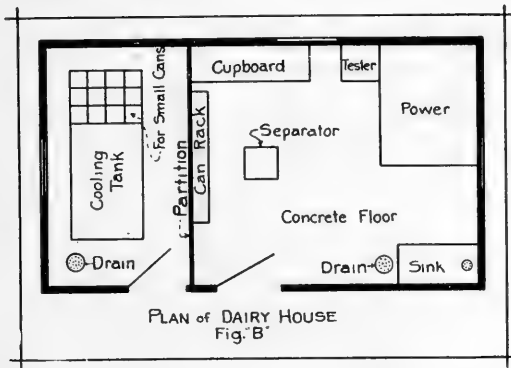 For Small Cans
Cooling
Tank
Drain
Partition
Can Rack
Cupboard
Tester
Power
Separator
Concrete Floor
Drain
Sink
PLAN of DAIRY HOUSE
Fig. "B"